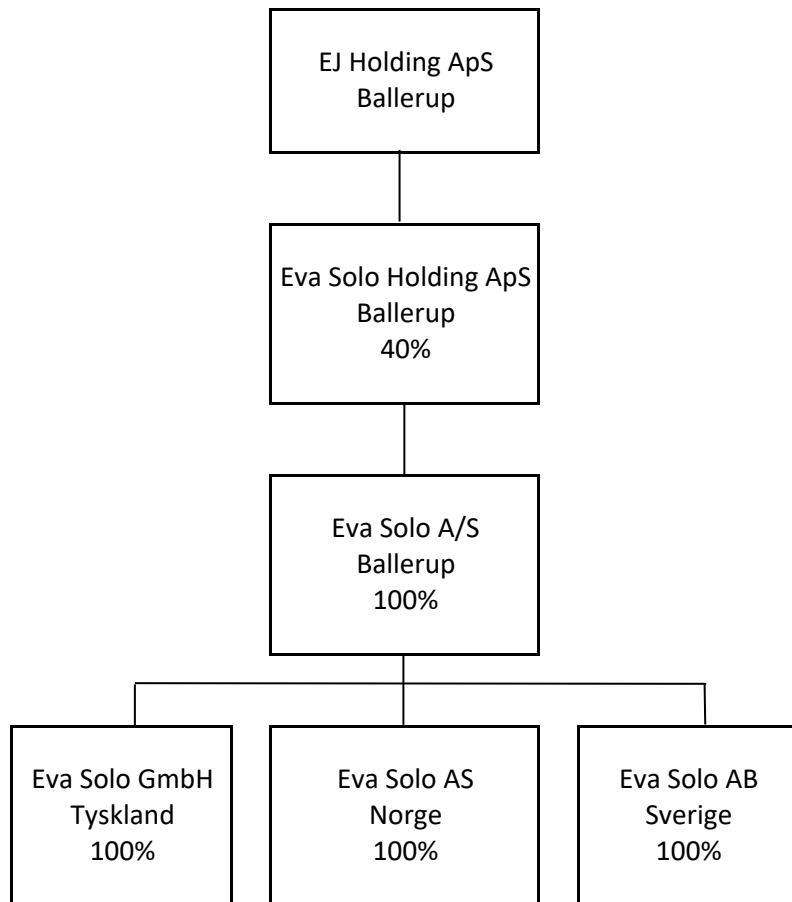 EJ Holding ApS
Ballerup
Eva Solo Holding ApS
Ballerup
40%
Eva Solo A/S
Ballerup
100%
Eva Solo GmbH
Tyskland
100%
Eva Solo AS
Norge
100%
Eva Solo AB
Sverige
100%